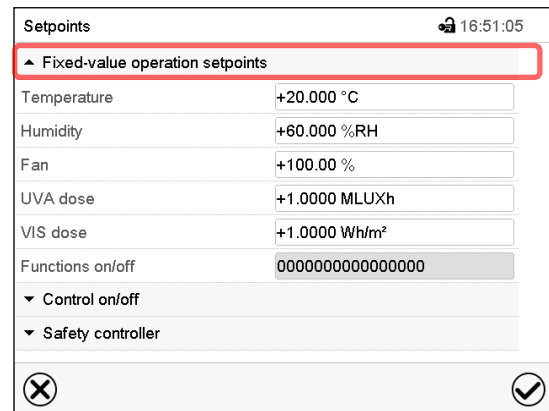 Setpoints 16:51:05
Fixed-value operation setpoints
Temperature +20.000 °C
Humidity +60.000 %RH
Fan +100.00 %
UVA dose +1.0000 MLUXh
VIS dose +1.0000 Wh/m²
Functions on/off 0000000000000000
Control on/off
Safety controller